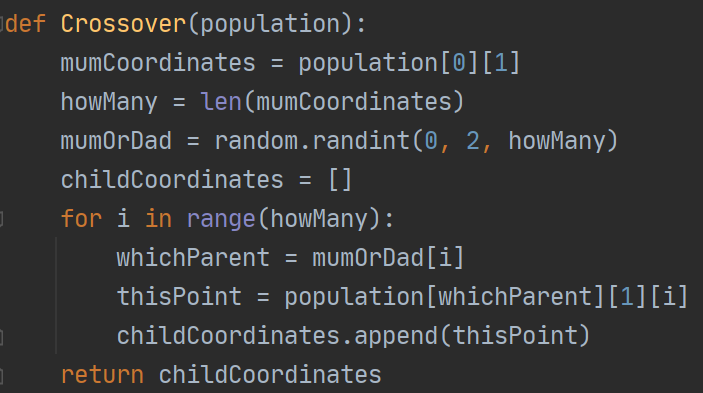 def Crossover(population):
    mumCoordinates = population[0][1]
    howMany = len(mumCoordinates)
    mumOrDad = random.randint(0, 2, howMany)
    childCoordinates = []
    for i in range(howMany):
        whichParent = mumOrDad[i]
        thisPoint = population[whichParent][1][i]
        childCoordinates.append(thisPoint)
    return childCoordinates